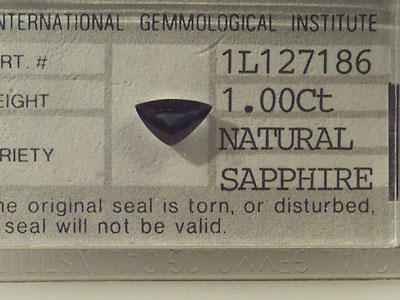 INTERNATIONAL GEMMOLOGICAL INSTITUTE
RT. # 1L127186
EIGHT 1.00Ct
RIETY NATURAL
SAPPHIRE
he original seal is torn, or disturbed,
seal will not be valid.